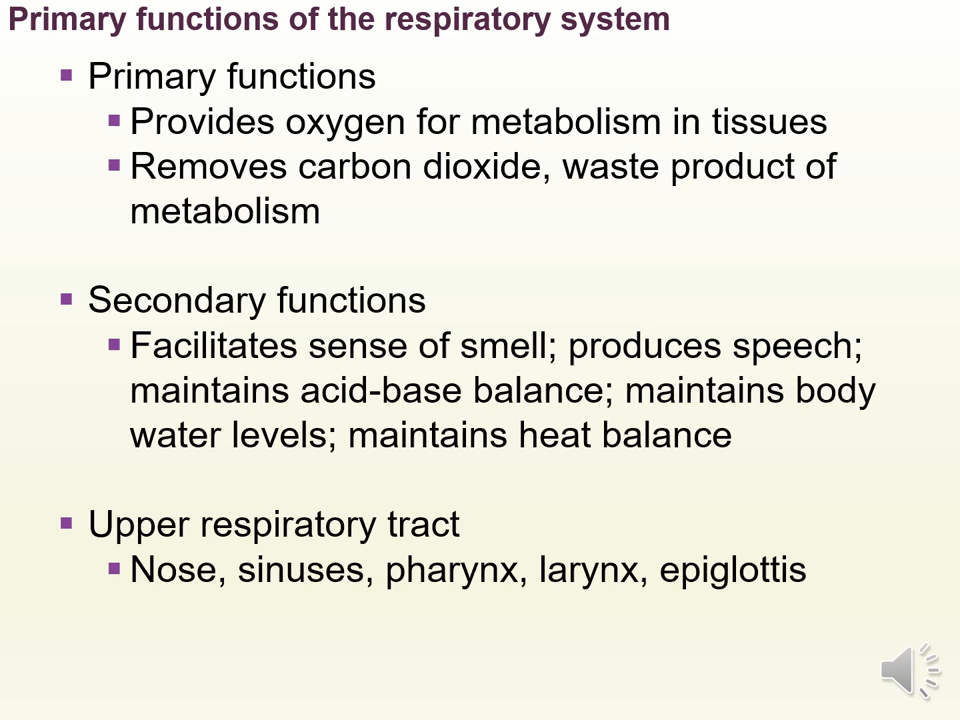 Primary functions of the respiratory system
▪ Primary functions
▪ Provides oxygen for metabolism in tissues
▪ Removes carbon dioxide, waste product of
metabolism
▪ Secondary functions
▪ Facilitates sense of smell; produces speech;
maintains acid-base balance; maintains body
water levels; maintains heat balance
▪ Upper respiratory tract
▪ Nose, sinuses, pharynx, larynx, epiglottis